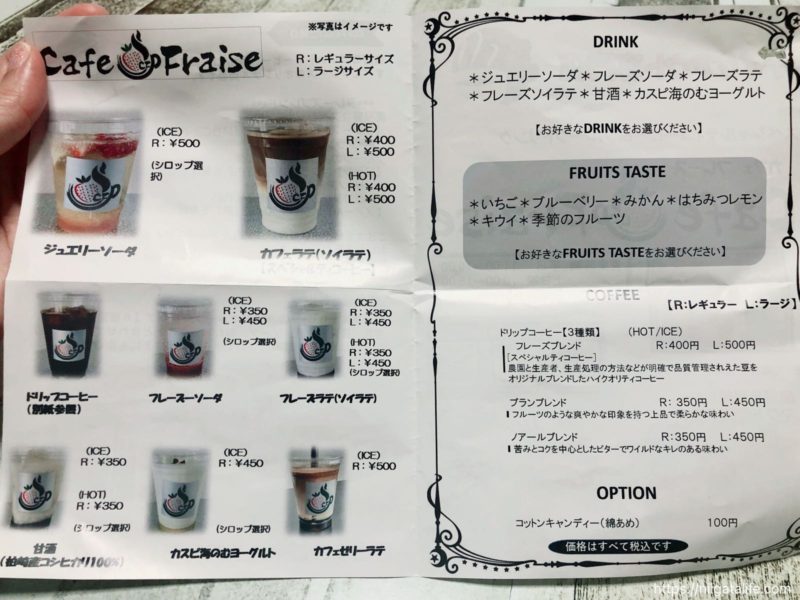 ※写真はイメージです
Cafe Fraise
R：レギュラーサイズ
L：ラージサイズ
(ICE)
R：¥500
(シロップ選
択)
ジュエリーソーダ
(ICE)
R：¥400
L：¥500
(HOT)
R：¥400
L：¥500
カフェラテ(ソイラテ)
ドリップコーヒー
(別紙参照)
(ICE)
R：¥350
L：¥450
(シロップ選択)
フレーズソーダ
(ICE)
R：¥350
L：¥450
(HOT)
R：¥350
L：¥450
(シロップ選択)
フレーズラテ(ソイラテ)
(ICE)
R：¥350
(HOT)
R：¥350
(シロップ選択)
甘酒
(柏崎産コシヒカリ100%)
(ICE)
R：¥450
(シロップ選択)
カスピ海のむヨーグルト
(ICE)
R：¥500
カフェゼリーラテ
DRINK
＊ジュエリーソーダ＊フレーズソーダ＊フレーズラテ
＊フレーズソイラテ＊甘酒＊カスピ海のむヨーグルト
【お好きなDRINKをお選びください】
FRUITS TASTE
＊いちご＊ブルーベリー＊みかん＊はちみつレモン
＊キウイ＊季節のフルーツ
【お好きなFRUITS TASTEをお選びください】
COFFEE
【R:レギュラー L:ラージ】
ドリップコーヒー【3種類】 (HOT/ICE)
フレーズブレンド R：400円 L：500円
[スペシャルティコーヒー]
農園と生産者、生産処理の方法などが明確で品質管理されえた豆を
オリジナルブレンドしたハイクオリティコーヒー
ブランブレンド R：350円 L：450円
フルーツのような爽やかな印象を持つ上品で柔らかな味わい
ノアールブレンド R：350円 L：450円
苦みとコクを中心としたビターでワイルドなキレのある味わい
OPTION
コットンキャンディー（綿あめ） 100円
価格はすべて税込です
https://niigatalife.com